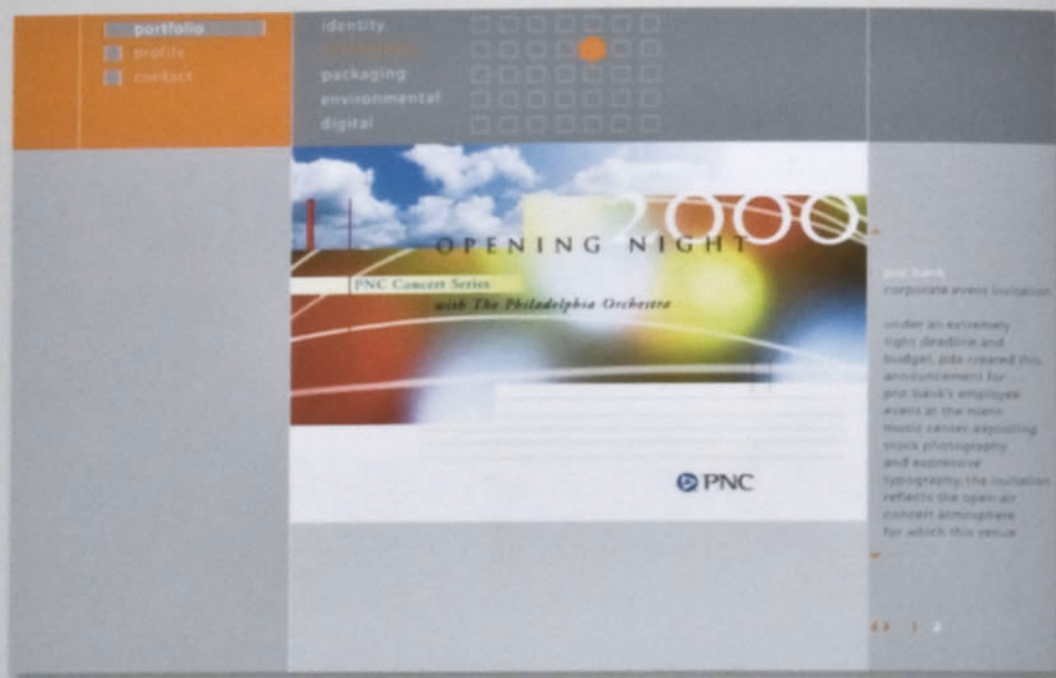 portfolio
profile
contact
identity
packaging
environmental
digital
2000
OPENING NIGHT
PNC Concert Series
with The Philadelphia Orchestra
PNC
pnc bank
corporate event invitation
under an extremely
tight deadline and
budget, created this
announcement for
pnc bank's employee
event at the mann
music center. exploiting
stock photography
and expressive
typography, the invitation
reflects the open-air
concert atmosphere
for which this venue
1 2